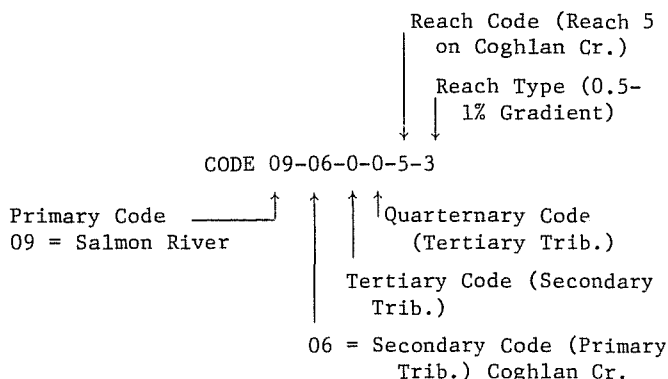 Reach Code (Reach 5
on Coghlan Cr.)
Reach Type (0.5-
1% Gradient)
CODE 09-06-0-0-5-3
Primary Code
09 = Salmon River
Quarternary Code
(Tertiary Trib.)
Tertiary Code (Secondary
Trib.)
06 = Secondary Code (Primary
Trib.) Coghlan Cr.